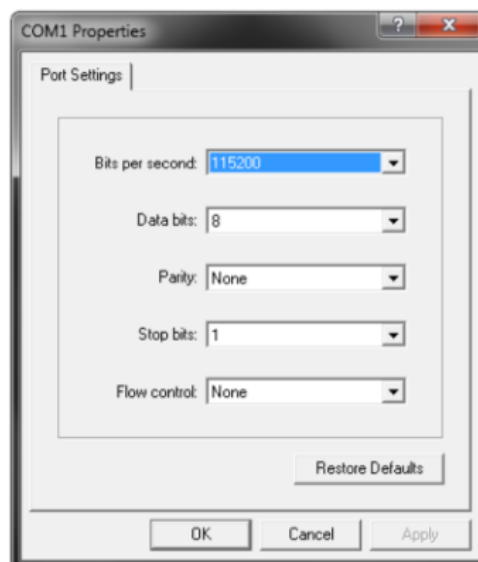 COM1 Properties
Port Settings
Bits per second: 115200
Data bits: 8
Parity: None
Stop bits: 1
Flow control: None
Restore Defaults
OK Cancel Apply